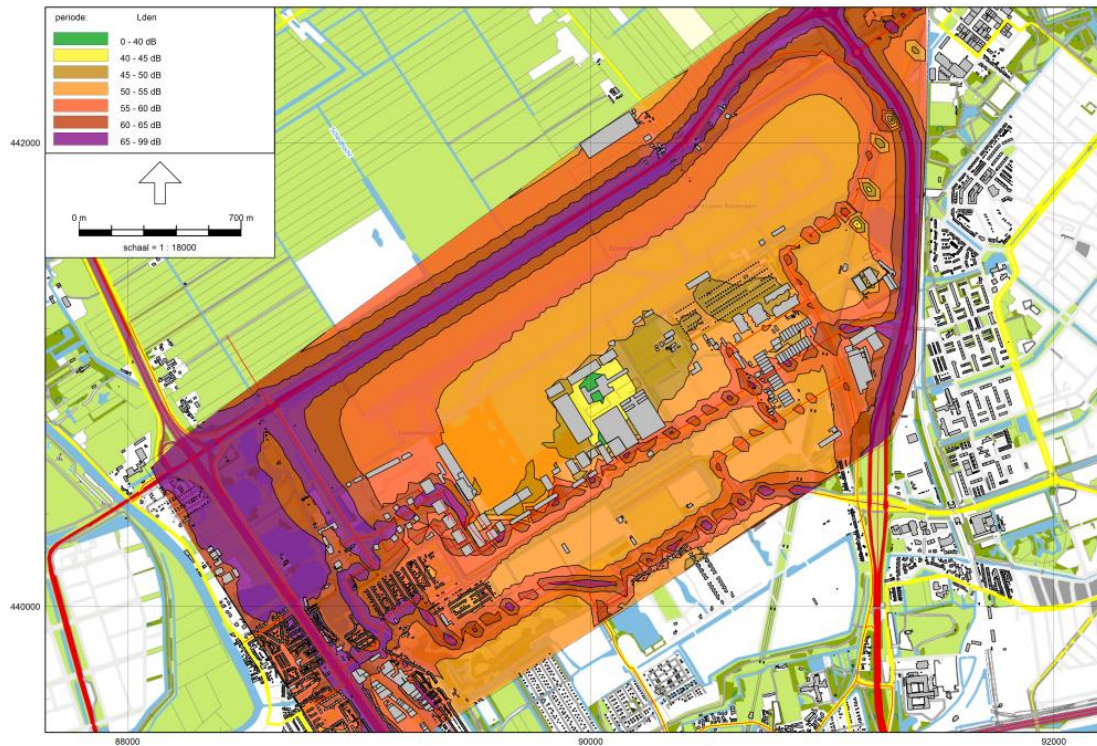 periode: Lden
0 - 40 dB
40 - 45 dB
45 - 50 dB
50 - 55 dB
55 - 60 dB
60 - 65 dB
65 - 99 dB
0 m 700 m
schaal = 1 : 18000
442000
440000
88000 90000 92000